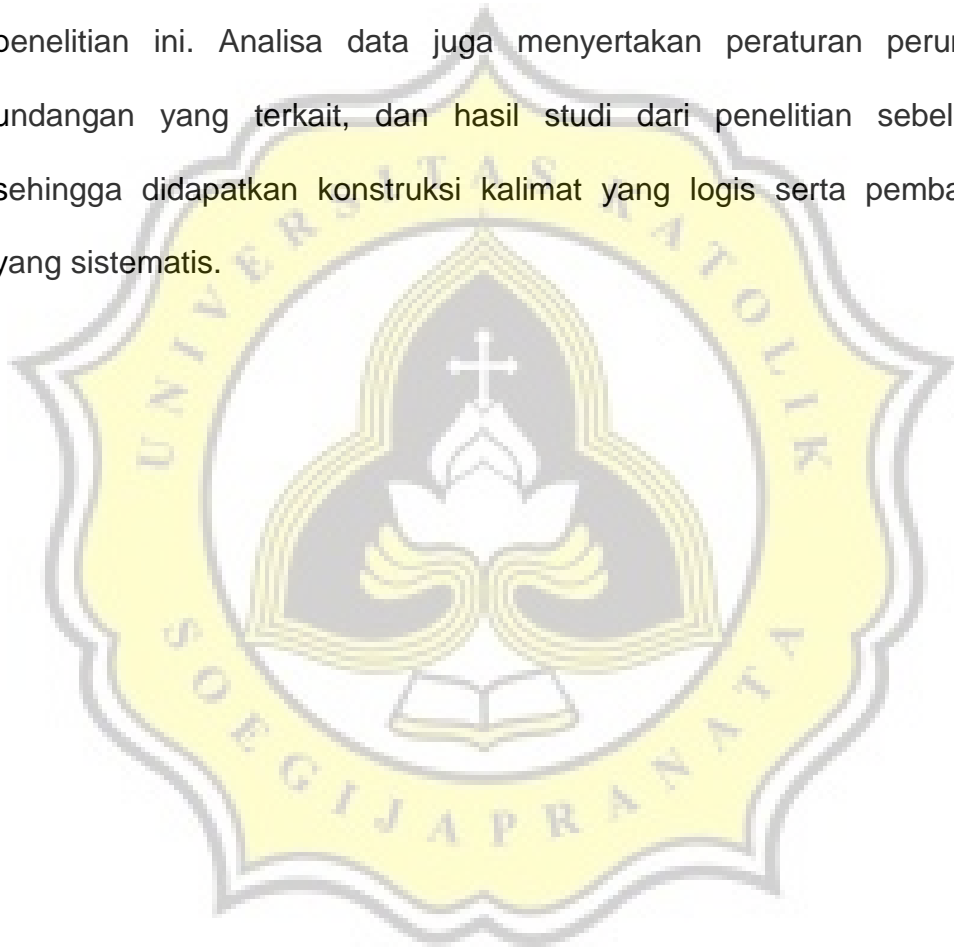 penelitian ini. Analisa data juga menyertakan peraturan perun
undangan yang terkait, dan hasil studi dari penelitian sebel
sehingga didapatkan konstruksi kalimat yang logis serta pemba
yang sistematis.
UNIVERSITAS KATOLIK
SOEGIJAPRANATA